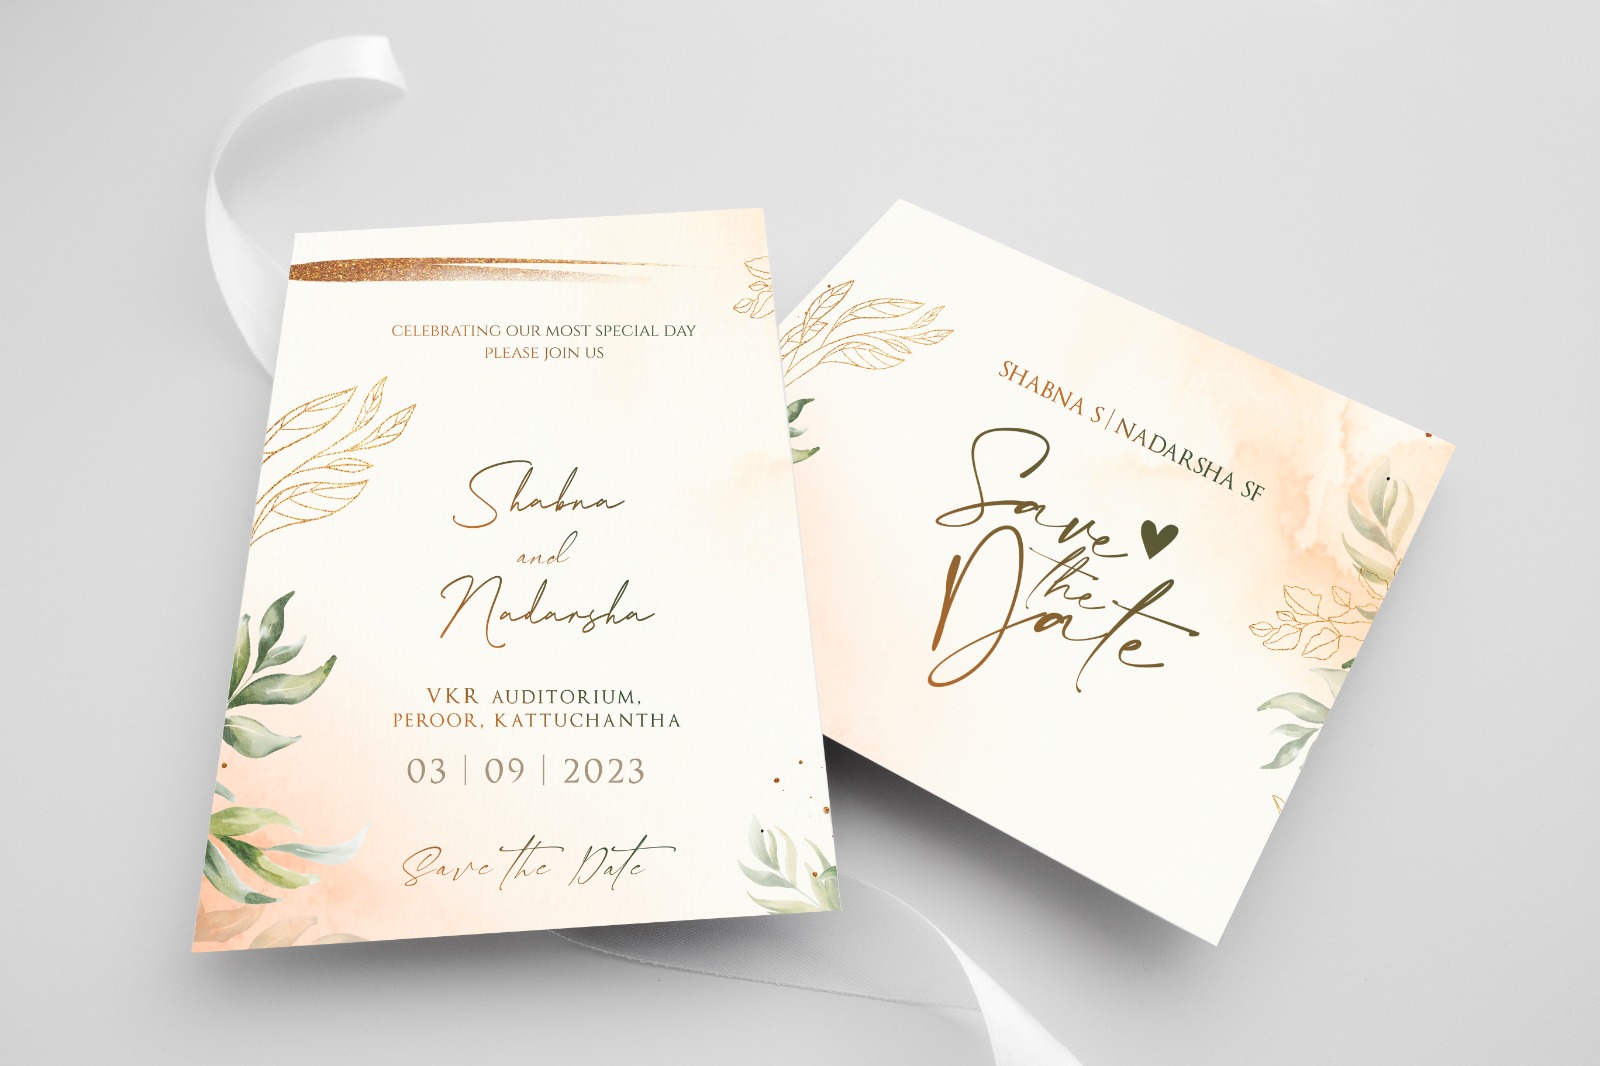 CELEBRATING OUR MOST SPECIAL DAY
PLEASE JOIN US
Shabna
and
Nadarsha
VKR AUDITORIUM,
PEROOR, KATTUCHANTHA
03 | 09 | 2023
Save the Date
SHABNA S | NADARSHA SF
Save
the
Date